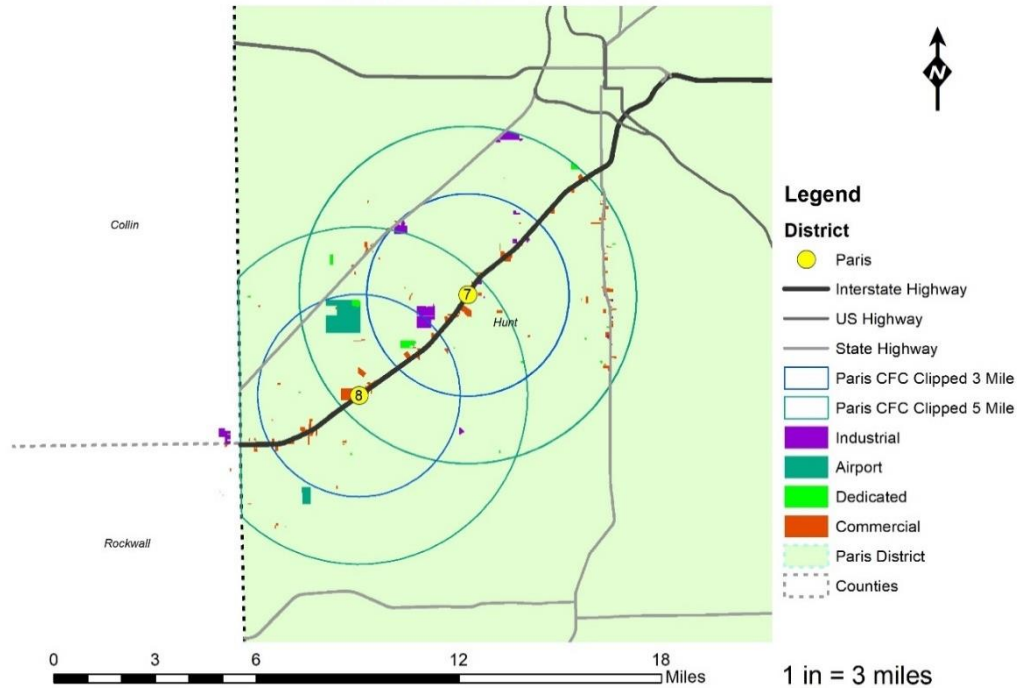 N
Collin
7
Hunt
8
Rockwall
Legend
District
Paris
Interstate Highway
US Highway
State Highway
Paris CFC Clipped 3 Mile
Paris CFC Clipped 5 Mile
Industrial
Airport
Dedicated
Commercial
Paris District
Counties
0 3 6 12 18
Miles
1 in = 3 miles